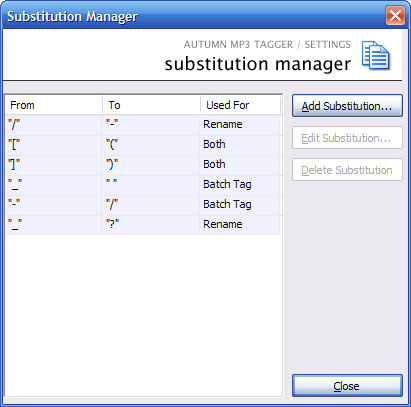 Substitution Manager
AUTUMN MP3 TAGGER / SETTINGS
substitution manager
From To Used For
"/" "-" Rename
"[" "(" Both
"]" ")" Both
"_" " " Batch Tag
"-" "/" Batch Tag
"_" "?" Rename
Add Substitution...
Edit Substitution...
Delete Substitution
Close